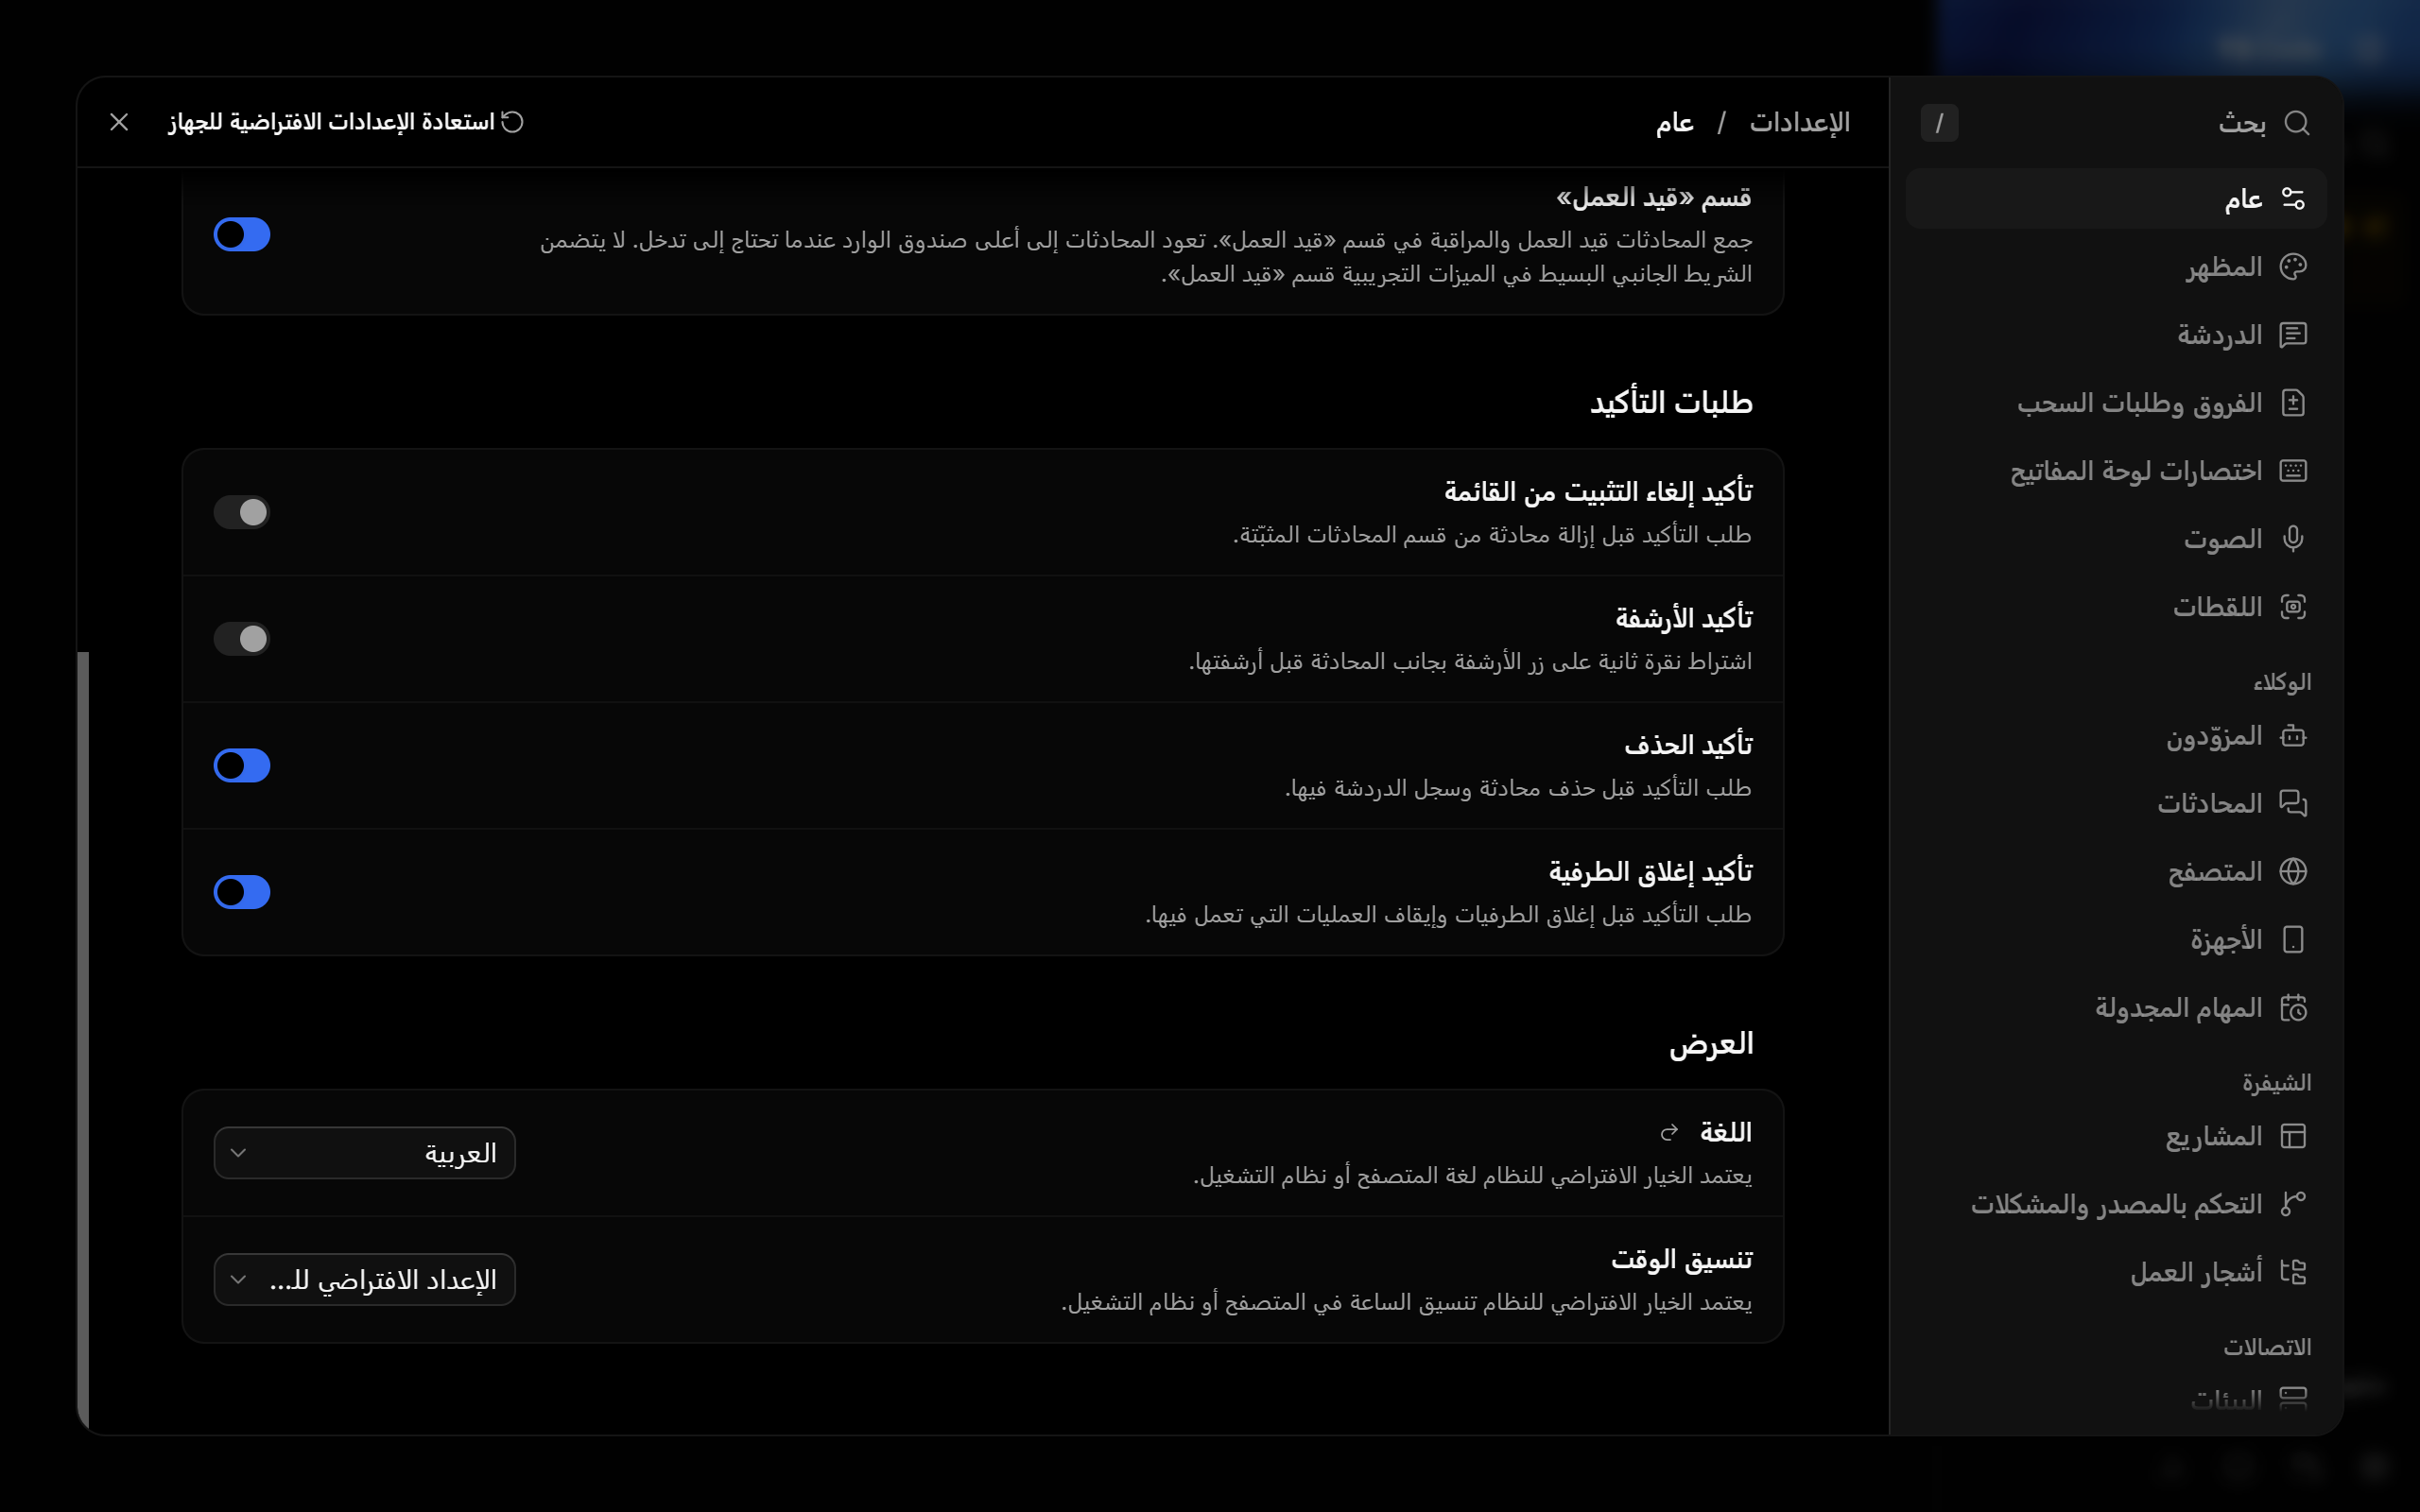 بحث
/
عام
المظهر
الدردشة
الفروق وطلبات السحب
اختصارات لوحة المفاتيح
الصوت
اللقطات
الوكلاء
المزوّدون
المحادثات
المتصفح
الأجهزة
المهام المجدولة
الشيفرة
المشاريع
التحكم بالمصدر والمشكلات
أشجار العمل
الاتصالات
البيئات
الإعدادات / عام
استعادة الإعدادات الافتراضية للجهاز
قسم «قيد العمل»
جمع المحادثات قيد العمل والمراقبة في قسم «قيد العمل». تعود المحادثات إلى أعلى صندوق الوارد عندما تحتاج إلى تدخل. لا يتضمن
الشريط الجانبي البسيط في الميزات التجريبية قسم «قيد العمل».
طلبات التأكيد
تأكيد إلغاء التثبيت من القائمة
طلب التأكيد قبل إزالة محادثة من قسم المحادثات المثبّتة.
تأكيد الأرشفة
اشتراط نقرة ثانية على زر الأرشفة بجانب المحادثة قبل أرشفتها.
تأكيد الحذف
طلب التأكيد قبل حذف محادثة وسجل الدردشة فيها.
تأكيد إغلاق الطرفية
طلب التأكيد قبل إغلاق الطرفيات وإيقاف العمليات التي تعمل فيها.
العرض
اللغة
يعتمد الخيار الافتراضي للنظام لغة المتصفح أو نظام التشغيل.
العربية
تنسيق الوقت
يعتمد الخيار الافتراضي للنظام تنسيق الساعة في المتصفح أو نظام التشغيل.
الإعداد الافتراضي للـ...